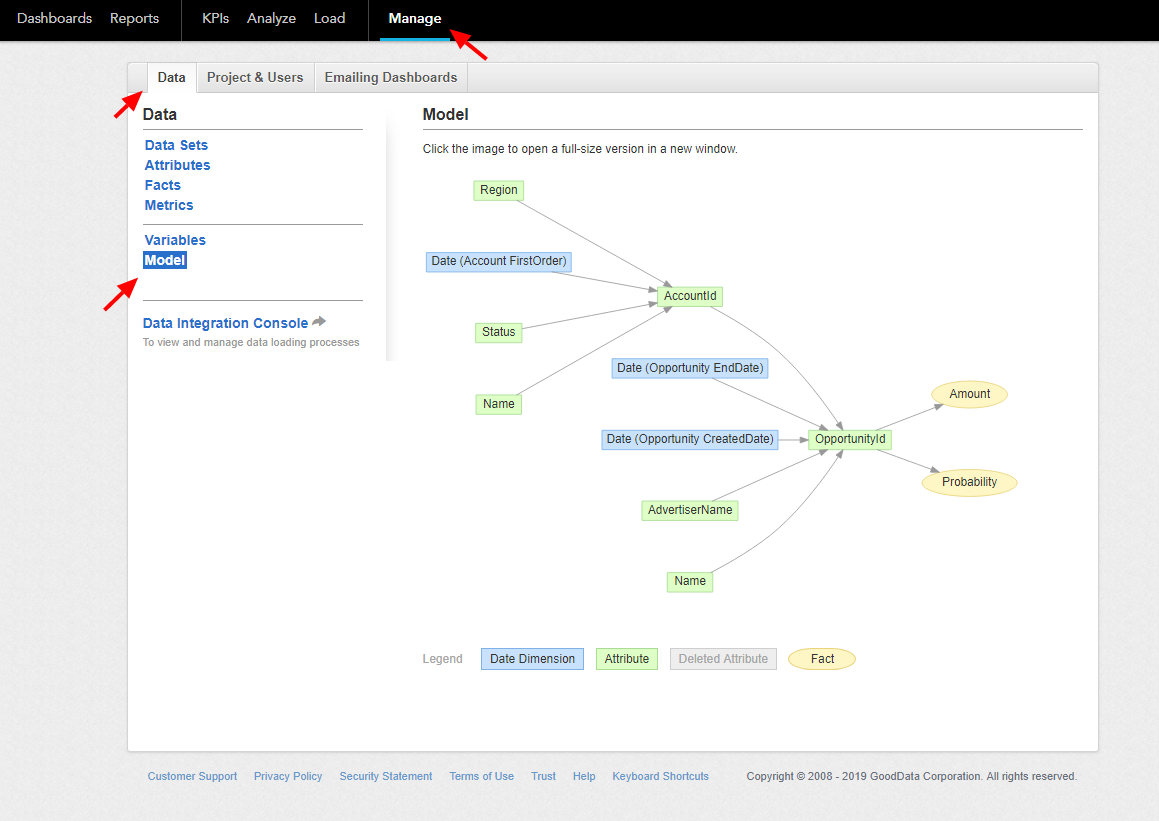 Dashboards Reports KPIs Analyze Load Manage
Data Project & Users Emailing Dashboards
Data
Data Sets
Attributes
Facts
Metrics
Variables
Model
Data Integration Console
To view and manage data loading processes
Model
Click the image to open a full-size version in a new window.
Region
Date (Account FirstOrder)
AccountId
Status
Date (Opportunity EndDate)
Amount
Name
Date (Opportunity CreatedDate)
OpportunityId
Probability
AdvertiserName
Name
Legend Date Dimension Attribute Deleted Attribute Fact
Customer Support Privacy Policy Security Statement Terms of Use Trust Help Keyboard Shortcuts Copyright © 2008 - 2019 GoodData Corporation. All rights reserved.